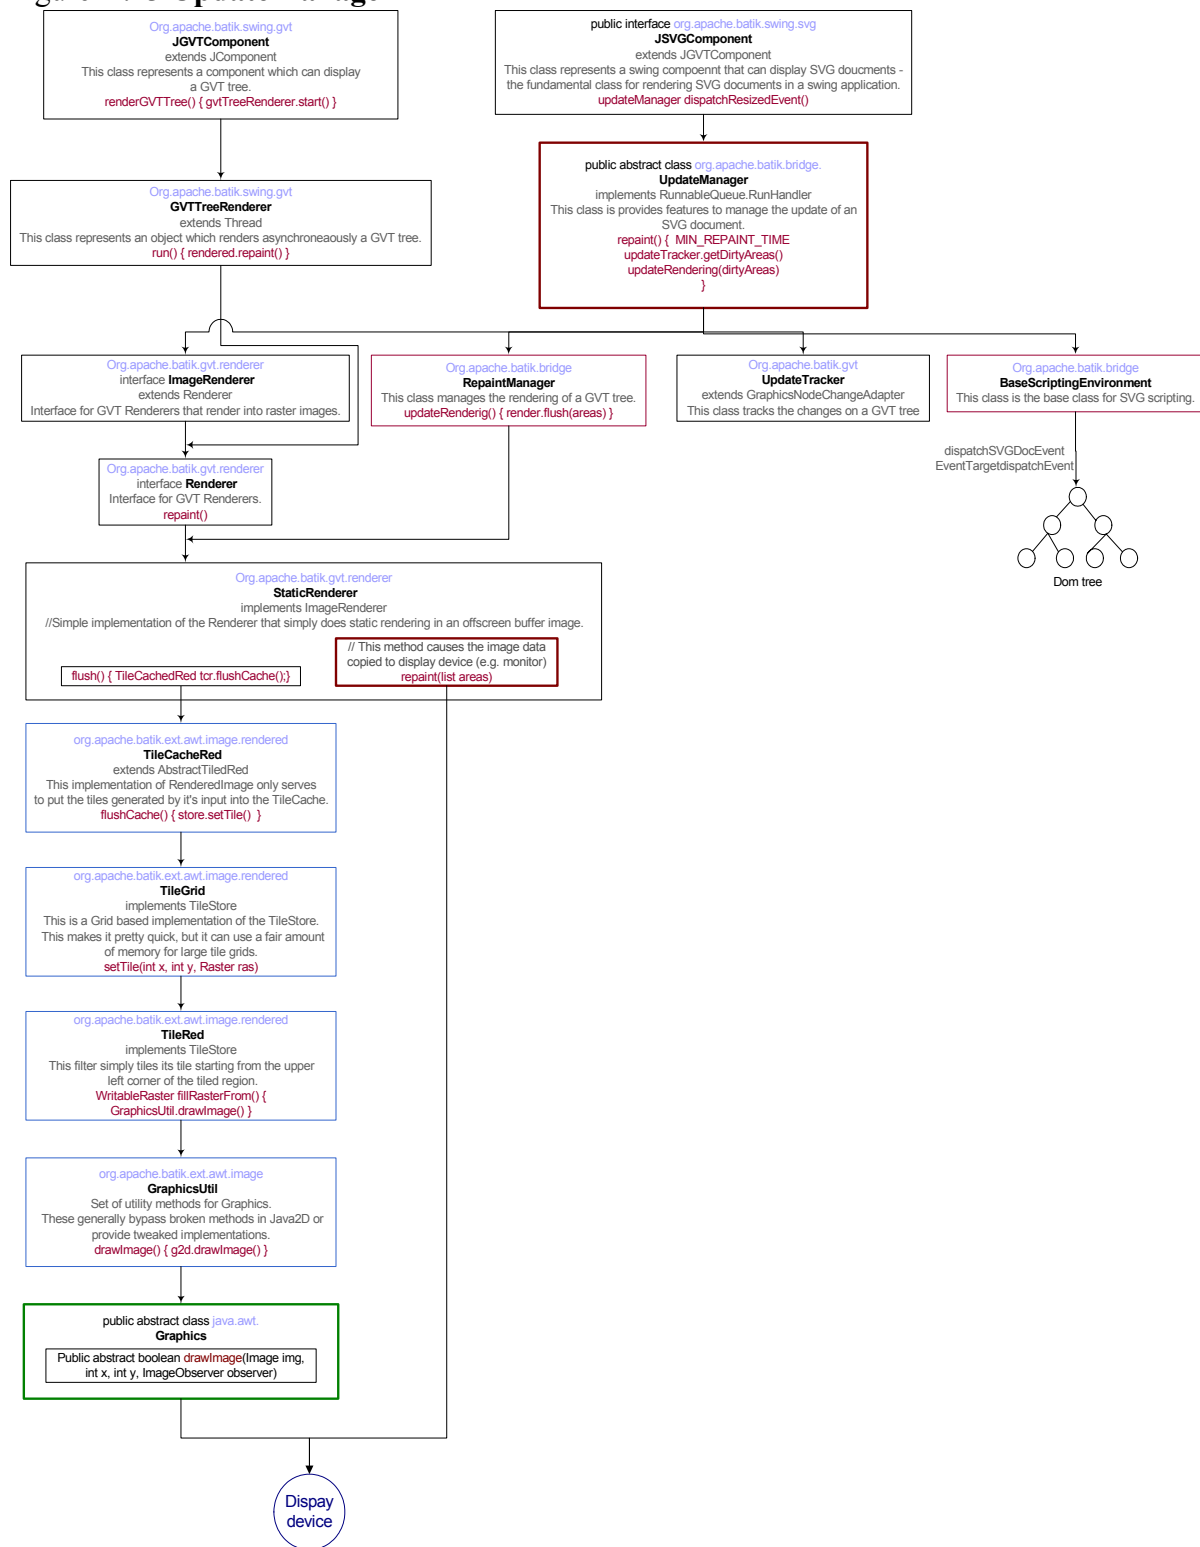 Org.apache.batik.swing.gvt
JGVTComponent
extends JComponent
This class represents a component which can display
a GVT tree.
renderGVTTree() { gvtTreeRenderer.start() }
public interface org.apache.batik.swing.svg
JSVGComponent
extends JGVTComponent
This class represents a swing compoennt that can display SVG doucments -
the fundamental class for rendering SVG documents in a swing application.
updateManager dispatchResizedEvent()
Org.apache.batik.swing.gvt
GVTTreeRenderer
extends Thread
This class represents an object which renders asynchroneaously a GVT tree.
run() { rendered.repaint() }
public abstract class org.apache.batik.bridge.
UpdateManager
implements RunnableQueue.RunHandler
This class is provides features to manage the update of an
SVG document.
repaint() { MIN_REPAINT_TIME
updateTracker.getDirtyAreas()
updateRendering(dirtyAreas)
}
Org.apache.batik.gvt.renderer
interface ImageRenderer
extends Renderer
Interface for GVT Renderers that render into raster images.
Org.apache.batik.bridge
RepaintManager
This class manages the rendering of a GVT tree.
updateRenderig() { render.flush(areas) }
Org.apache.batik.gvt
UpdateTracker
extends GraphicsNodeChangeAdapter
This class tracks the changes on a GVT tree
Org.apache.batik.bridge
BaseScriptingEnvironment
This class is the base class for SVG scripting.
dispatchSVGDocEvent
EventTargetdispatchEvent
Dom tree
Org.apache.batik.gvt.renderer
interface Renderer
Interface for GVT Renderers.
repaint()
Org.apache.batik.gvt.renderer
StaticRenderer
implements ImageRenderer
//Simple implementation of the Renderer that simply does static rendering in an offscreen buffer image.
flush() { TileCachedRed tcr.flushCache();}
// This method causes the image data
copied to display device (e.g. monitor)
repaint(list areas)
org.apache.batik.ext.awt.image.rendered
TileCacheRed
extends AbstractTiledRed
This implementation of RenderedImage only serves
to put the tiles generated by it's input into the TileCache.
flushCache() { store.setTile() }
org.apache.batik.ext.awt.image.rendered
TileGrid
implements TileStore
This is a Grid based implementation of the TileStore.
This makes it pretty quick, but it can use a fair amount
of memory for large tile grids.
setTile(int x, int y, Raster ras)
org.apache.batik.ext.awt.image.rendered
TileRed
implements TileStore
This filter simply tiles its tile starting from the upper
left corner of the tiled region.
WritableRaster fillRasterFrom() {
GraphicsUtil.drawImage() }
org.apache.batik.ext.awt.image
GraphicsUtil
Set of utility methods for Graphics.
These generally bypass broken methods in Java2D or
provide tweaked implementations.
drawImage() { g2d.drawImage() }
public abstract class java.awt.
Graphics
Public abstract boolean drawImage(Image img,
int x, int y, ImageObserver observer)
Dispay
device